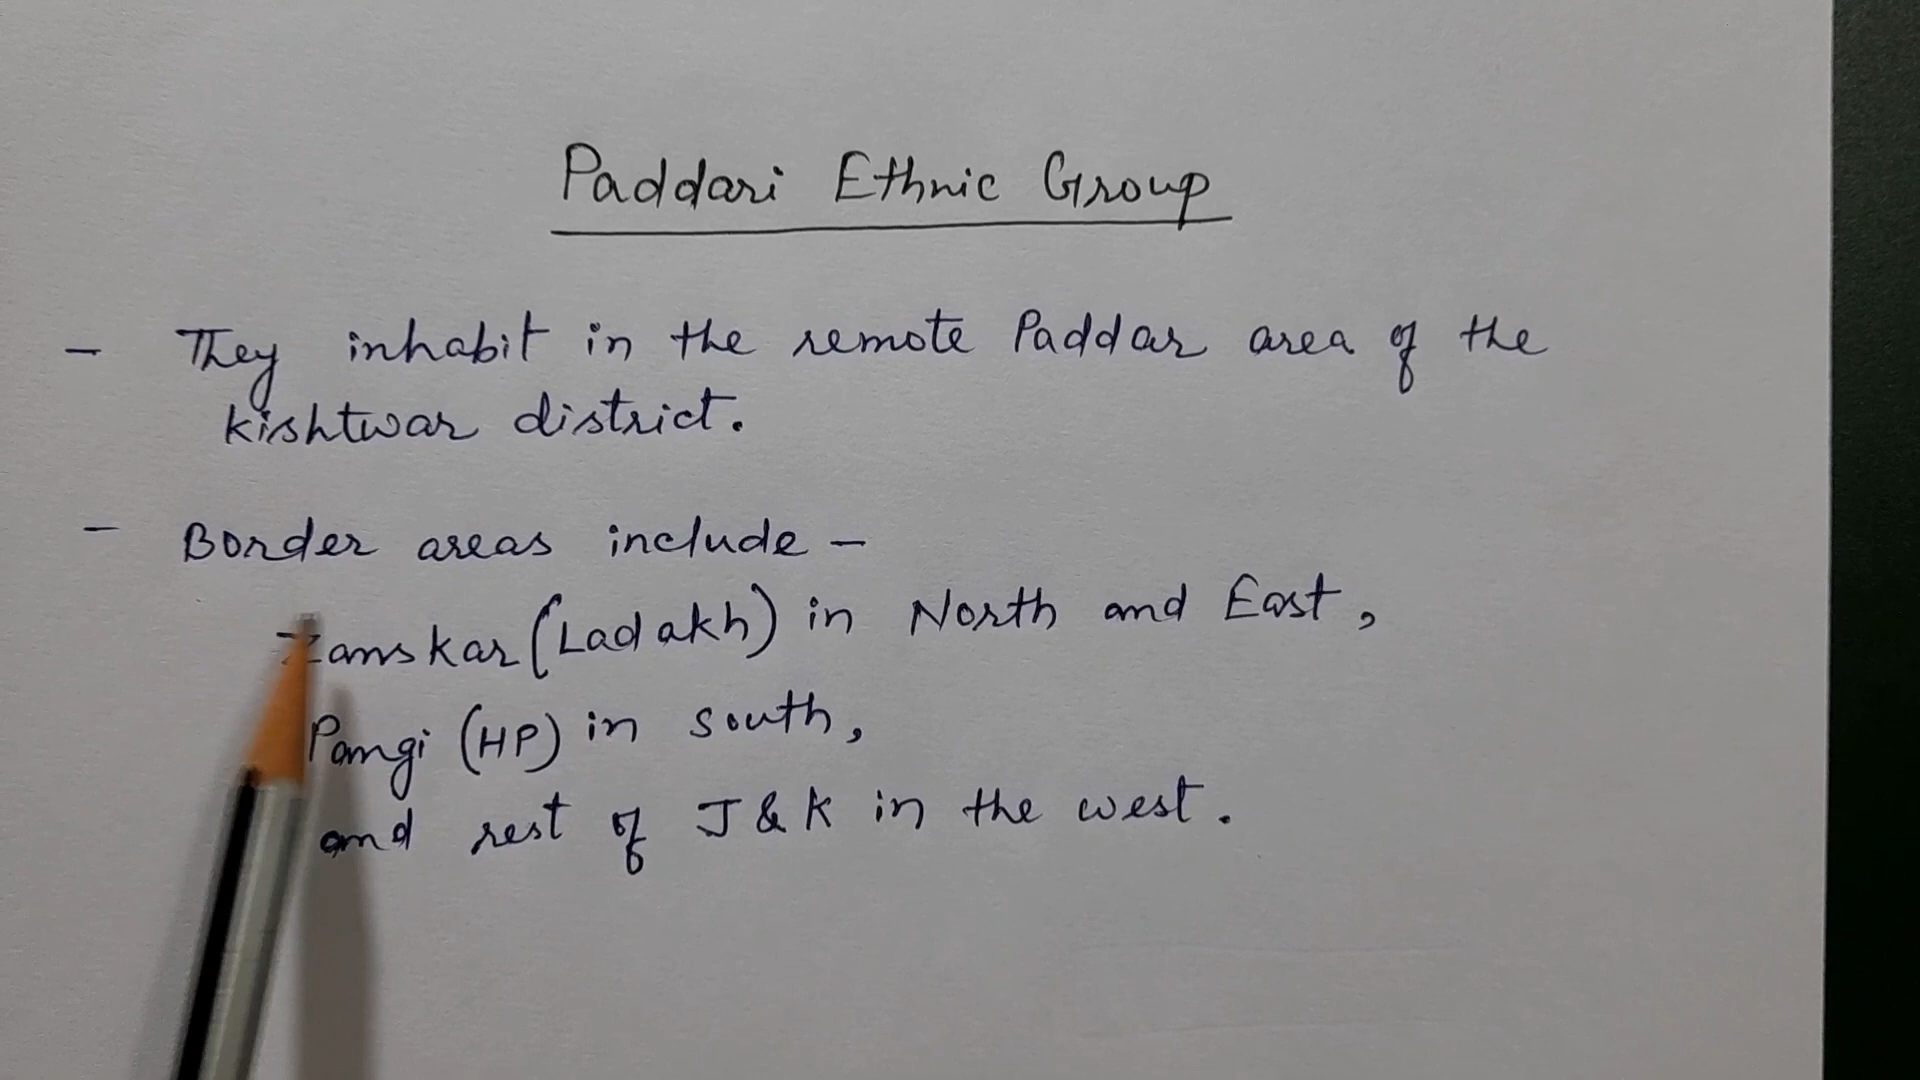 Paddari Ethnic Group
- They inhabit in the remote Paddar area of the
kishtwar district.
- Border areas include -
Zanskar (Ladakh) in North and East,
Pangi (HP) in south,
and rest of J & K in the west.